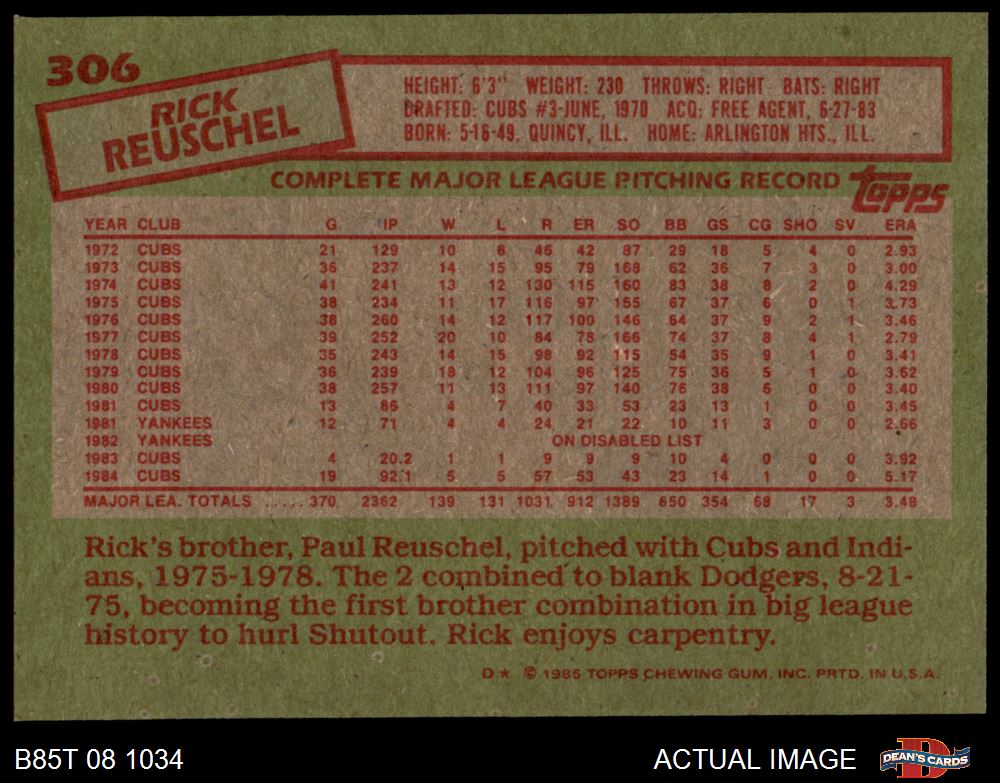 306
RICK
REUSCHEL
HEIGHT: 6'3" WEIGHT: 230 THROWS: RIGHT BATS: RIGHT
DRAFTED: CUBS #3-JUNE, 1970 ACQ: FREE AGENT, 6-27-83
BORN: 5-16-49, QUINCY, ILL. HOME: ARLINGTON HTS., ILL.
COMPLETE MAJOR LEAGUE PITCHING RECORD topps
YEAR CLUB G IP W L R ER SO BB GS CG SHO SV ERA
1972 CUBS 21 129 10 8 46 42 87 29 18 5 4 0 2.93
1973 CUBS 36 237 14 15 95 79 168 62 36 7 3 0 3.00
1974 CUBS 41 241 13 12 130 115 160 83 38 8 2 0 4.29
1975 CUBS 38 234 11 17 116 97 155 67 37 6 0 1 3.73
1976 CUBS 38 260 14 12 117 100 146 64 37 9 2 1 3.46
1977 CUBS 39 252 20 10 84 78 166 74 37 8 4 1 2.79
1978 CUBS 35 243 14 15 98 92 115 54 35 9 1 0 3.41
1979 CUBS 36 239 18 12 104 96 125 75 36 5 1 0 3.62
1980 CUBS 38 257 11 13 111 97 140 76 38 6 0 0 3.40
1981 CUBS 13 86 4 7 40 33 53 23 13 1 0 0 3.45
1981 YANKEES 12 71 4 4 24 21 22 10 11 3 0 0 2.66
1982 YANKEES ON DISABLED LIST
1983 CUBS 4 20.2 1 1 9 9 9 10 4 0 0 0 3.92
1984 CUBS 19 92.1 5 5 57 53 43 23 14 1 0 0 5.17
MAJOR LEA. TOTALS ..... 370 2362 139 131 1031 912 1389 650 354 68 17 3 3.48
Rick's brother, Paul Reuschel, pitched with Cubs and Indi-
ans, 1975-1978. The 2 combined to blank Dodgers, 8-21-
75, becoming the first brother combination in big league
history to hurl Shutout. Rick enjoys carpentry.
D* © 1985 TOPPS CHEWING GUM, INC. PRTD. IN U.S.A.
B85T 08 1034 ACTUAL IMAGE D DEAN'S CARDS